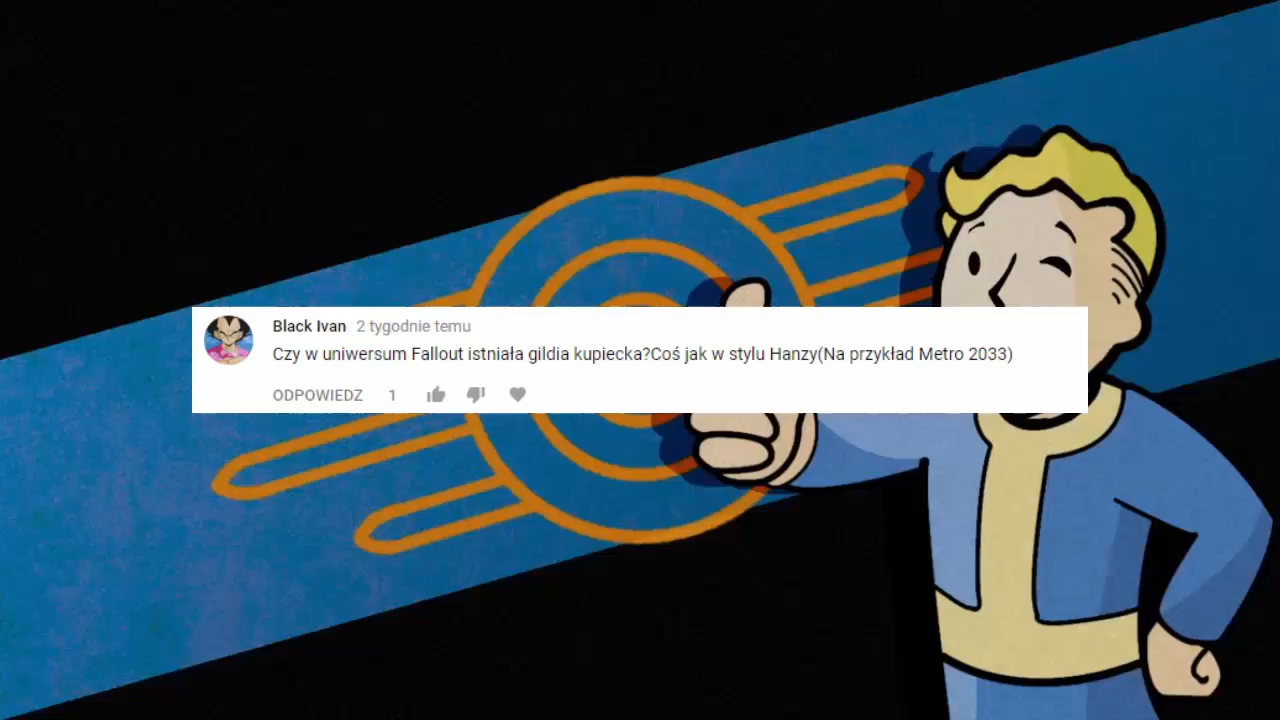 Black Ivan 2 tygodnie temu
Czy w uniwersum Fallout istniała gildia kupiecka?Coś jak w stylu Hanzy(Na przykład Metro 2033)
ODPOWIEDZ 1